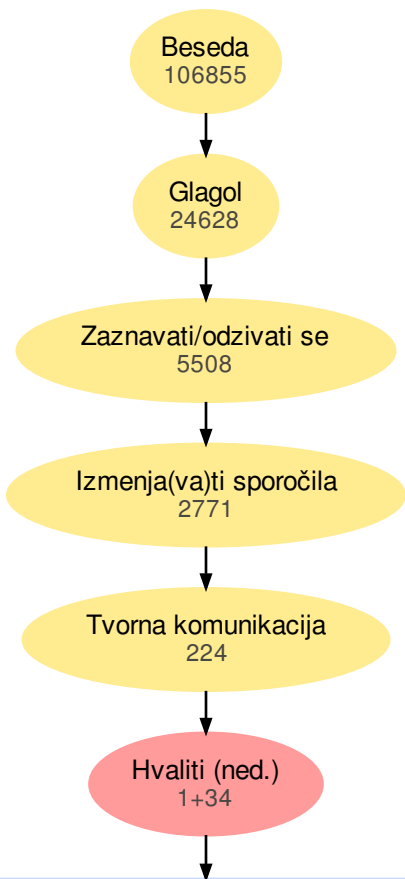 Beseda
106855
Glagol
24628
Zaznavati/odzivati se
5508
Izmenja(va)ti sporočila
2771
Tvorna komunikacija
224
Hvaliti (ned.)
1+34